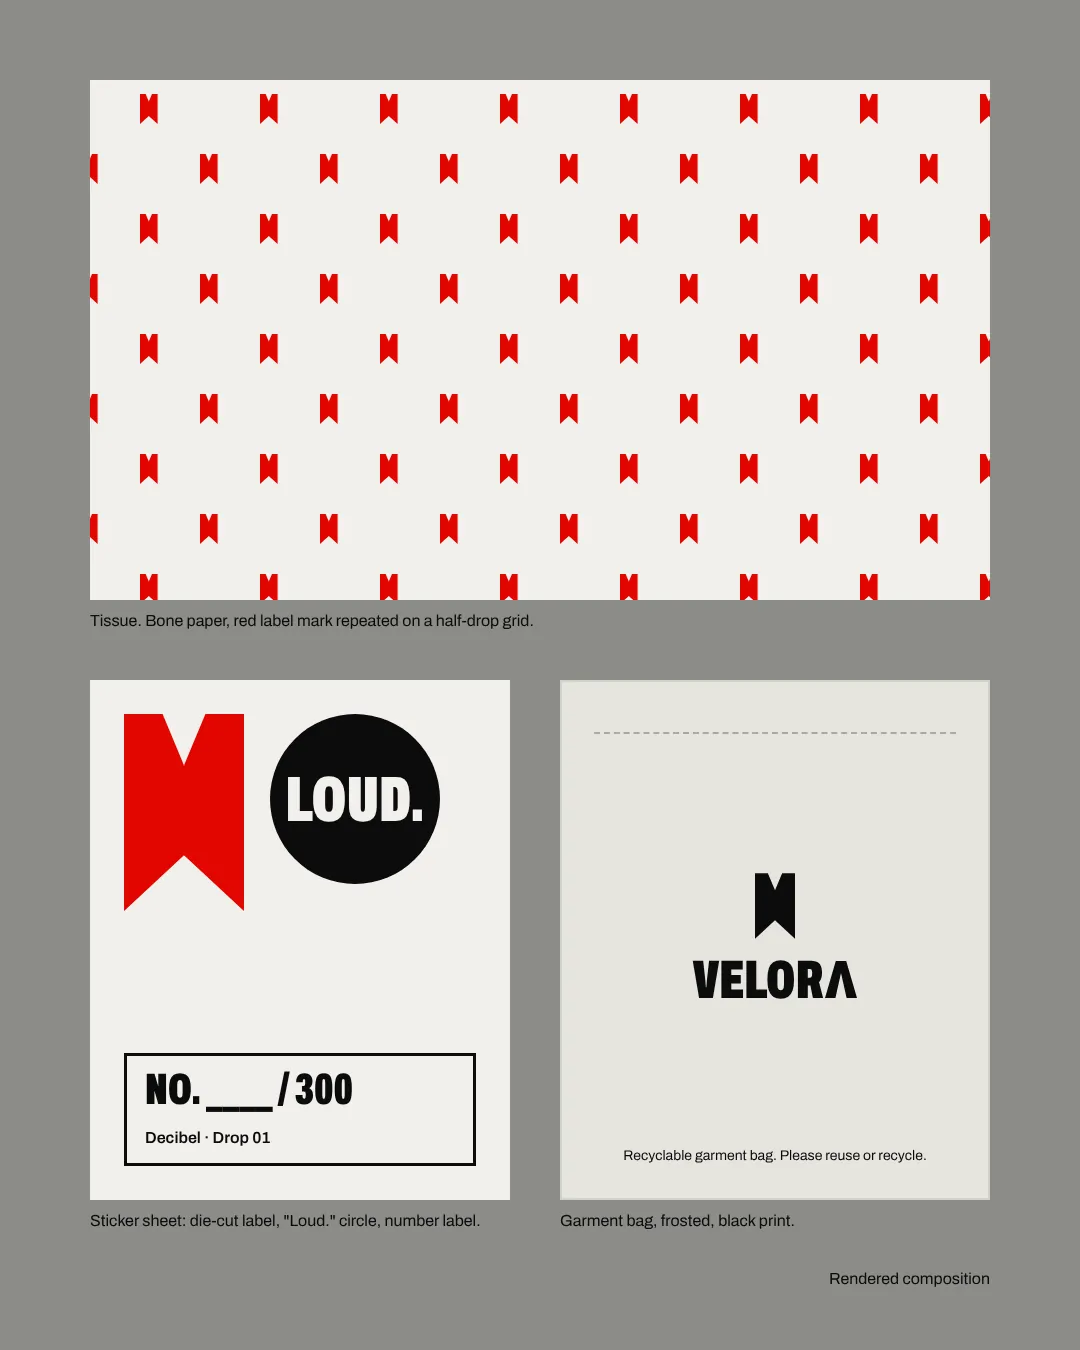 Tissue. Bone paper, red label mark repeated on a half-drop grid.
LOUD.
NO. ____ / 300
Decibel · Drop 01
Sticker sheet: die-cut label, "Loud." circle, number label.
VELORA
Recyclable garment bag. Please reuse or recycle.
Garment bag, frosted, black print.
Rendered composition